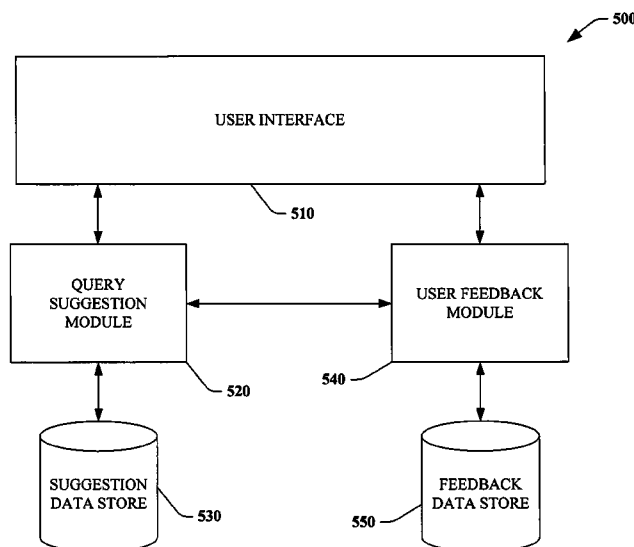 500
USER INTERFACE
510
QUERY
SUGGESTION
MODULE
USER FEEDBACK
MODULE
520
540
SUGGESTION
DATA STORE
530
FEEDBACK
DATA STORE
550